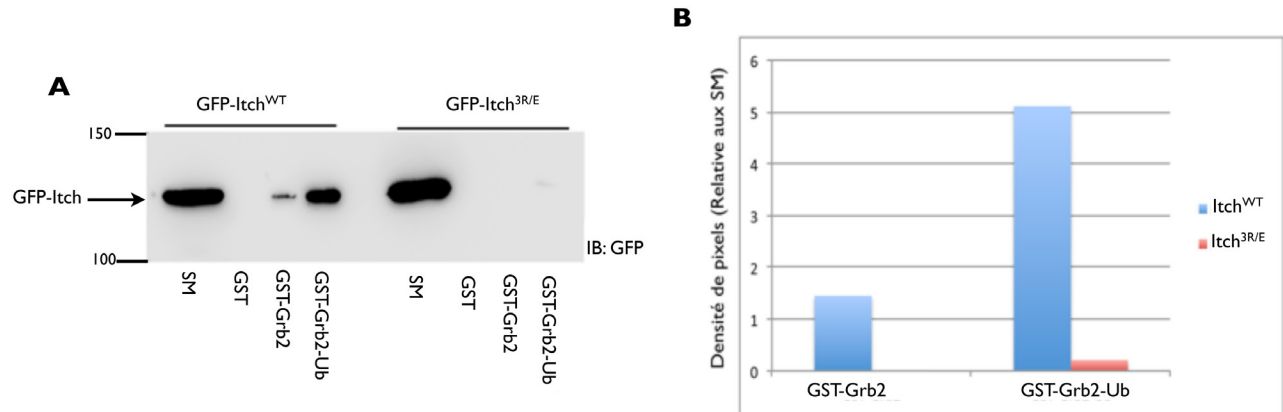 A
GFP-Itch^WT
GFP-Itch^3R/E
150
GFP-Itch
100
IB: GFP
SM
GST
GST-Grb2
GST-Grb2-Ub
SM
GST
GST-Grb2
GST-Grb2-Ub
B
Densité de pixels (Relative aux SM)
6
5
4
3
2
1
0
GST-Grb2
GST-Grb2-Ub
Itch^WT
Itch^3R/E